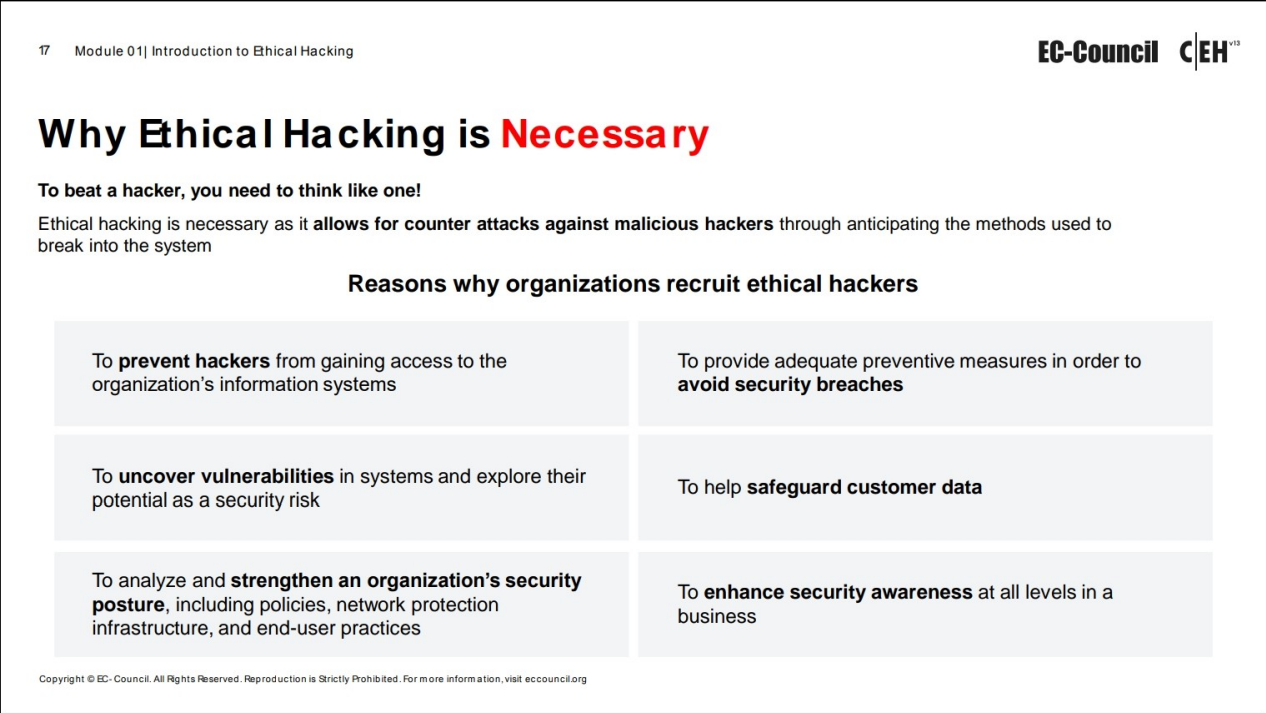 17 Module 01| Introduction to Ethical Hacking
EC-Council C|EH v13
Why Ethical Hacking is Necessary
To beat a hacker, you need to think like one!
Ethical hacking is necessary as it allows for counter attacks against malicious hackers through anticipating the methods used to
break into the system
Reasons why organizations recruit ethical hackers
To prevent hackers from gaining access to the
organization’s information systems
To provide adequate preventive measures in order to
avoid security breaches
To uncover vulnerabilities in systems and explore their
potential as a security risk
To help safeguard customer data
To analyze and strengthen an organization’s security
posture, including policies, network protection
infrastructure, and end-user practices
To enhance security awareness at all levels in a
business
Copyright © EC- Council. All Rights Reserved. Reproduction is Strictly Prohibited. For more information, visit eccouncil.org